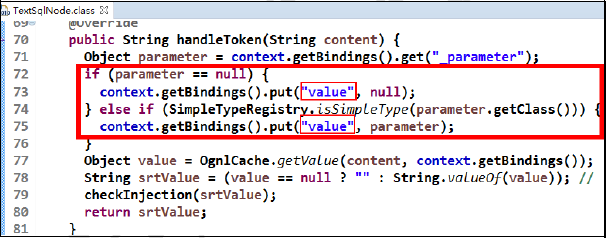 TextSqlNode.class
69 @Override
70 public String handleToken(String content) {
71 Object parameter = context.getBindings().get("_parameter");
72 if (parameter == null) {
73 context.getBindings().put("value", null);
74 } else if (SimpleTypeRegistry.isSimpleType(parameter.getClass())) {
75 context.getBindings().put("value", parameter);
76 }
77 Object value = OgnlCache.getValue(content, context.getBindings());
78 String srtValue = (value == null ? "" : String.valueOf(value)); //
79 checkInjection(srtValue);
80 return srtValue;
81 }